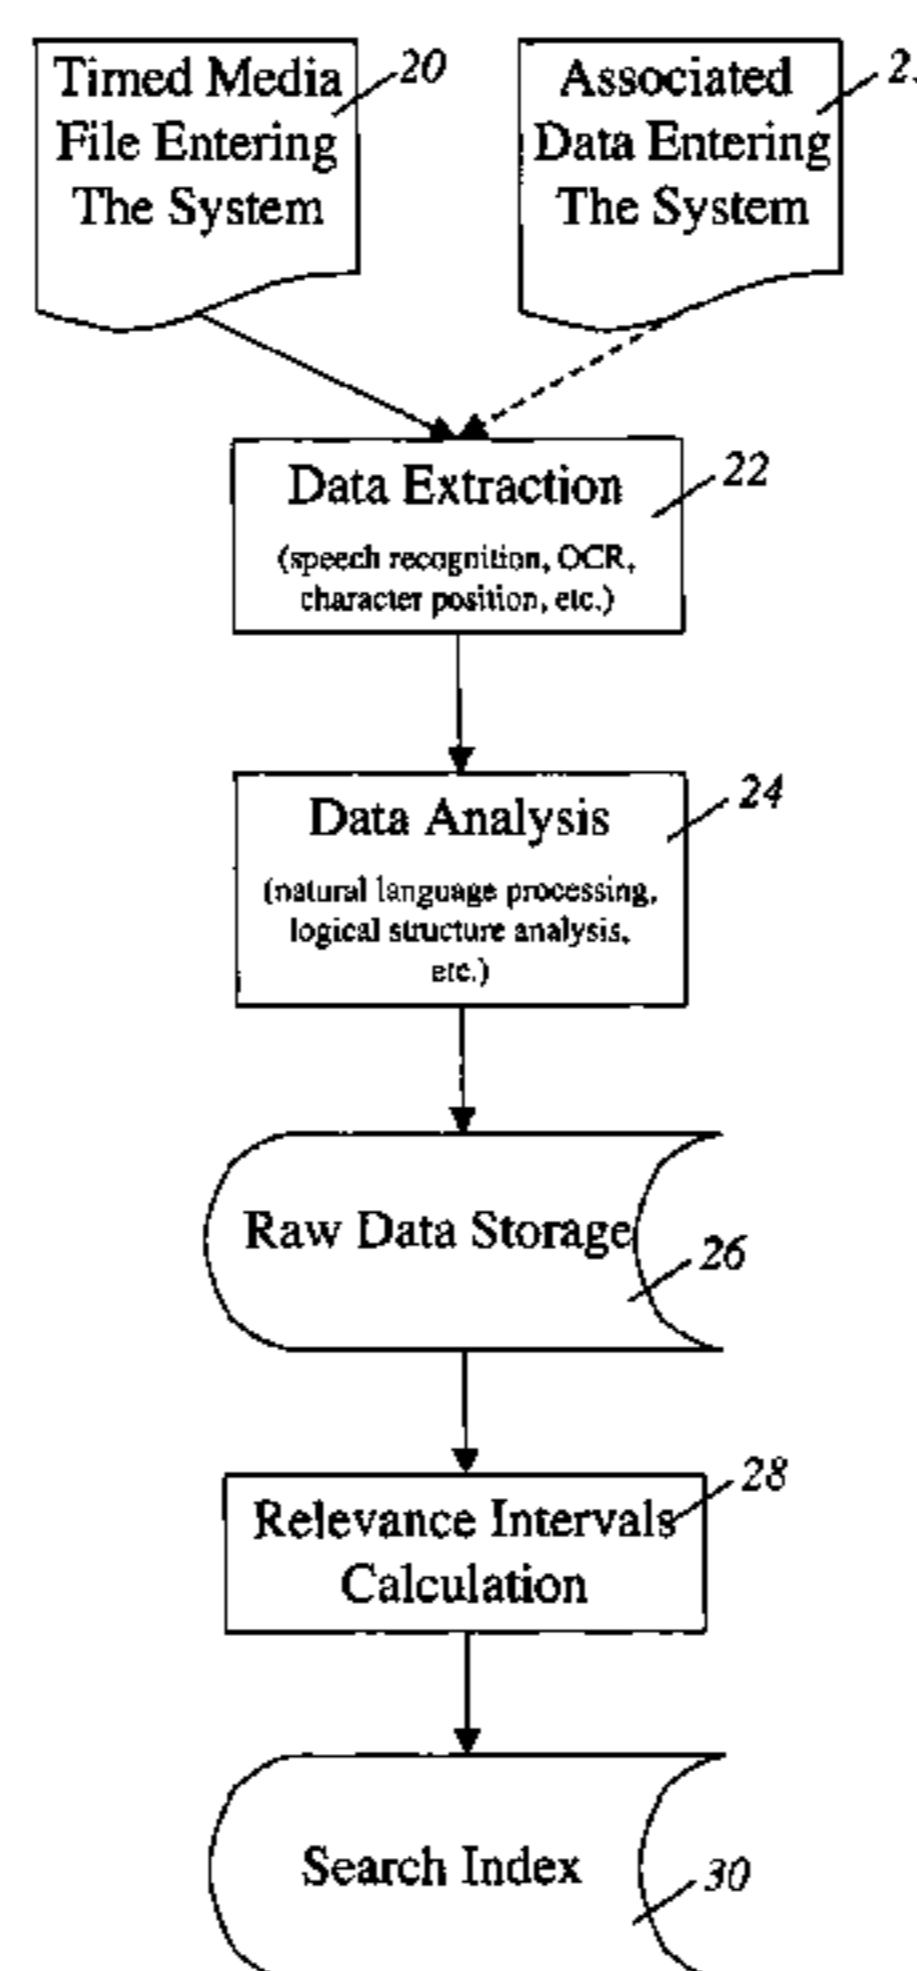 Timed Media
File Entering
The System
20
Associated
Data Entering
The System
Data Extraction
(speech recognition, OCR,
character position, etc.)
22
Data Analysis
(natural language processing,
logical structure analysis,
etc.)
24
Raw Data Storage
26
Relevance Intervals
Calculation
28
Search Index
30